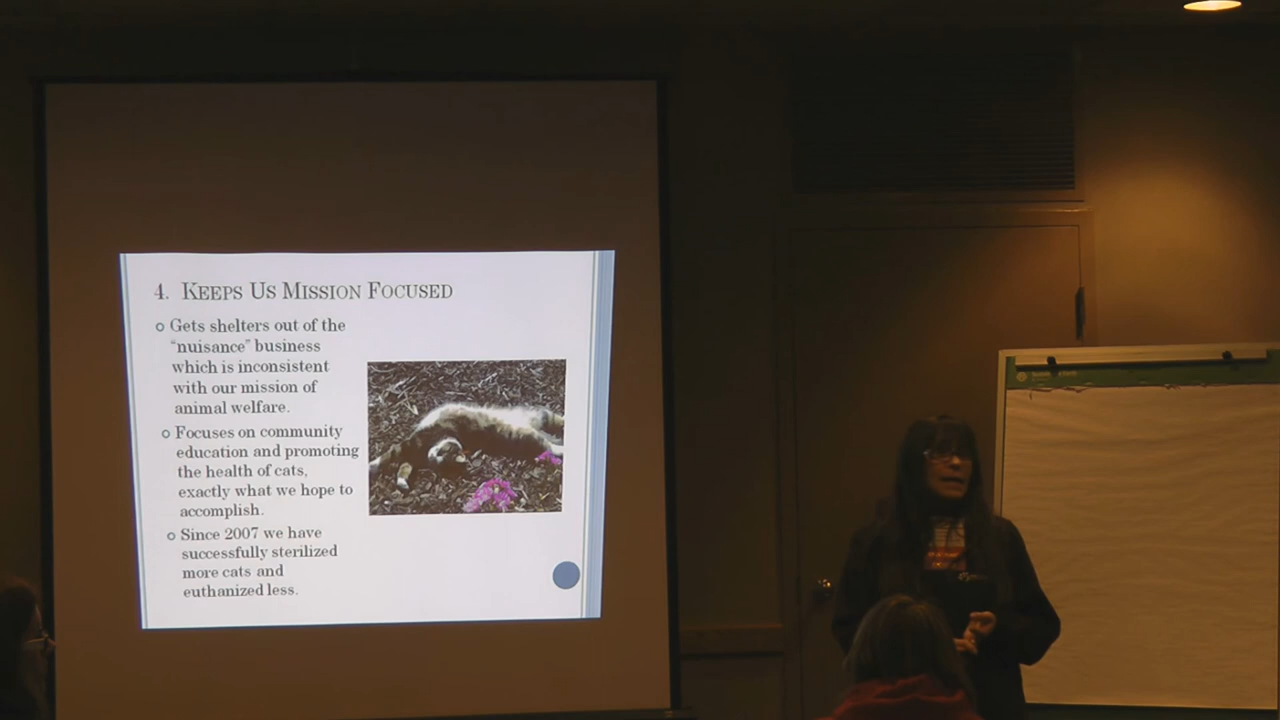 4. KEEPS US MISSION FOCUSED
Gets shelters out of the
"nuisance" business
which is inconsistent
with our mission of
animal welfare.
Focuses on community
education and promoting
the health of cats,
exactly what we hope to
accomplish.
Since 2007 we have
successfully sterilized
more cats and
euthanized less.